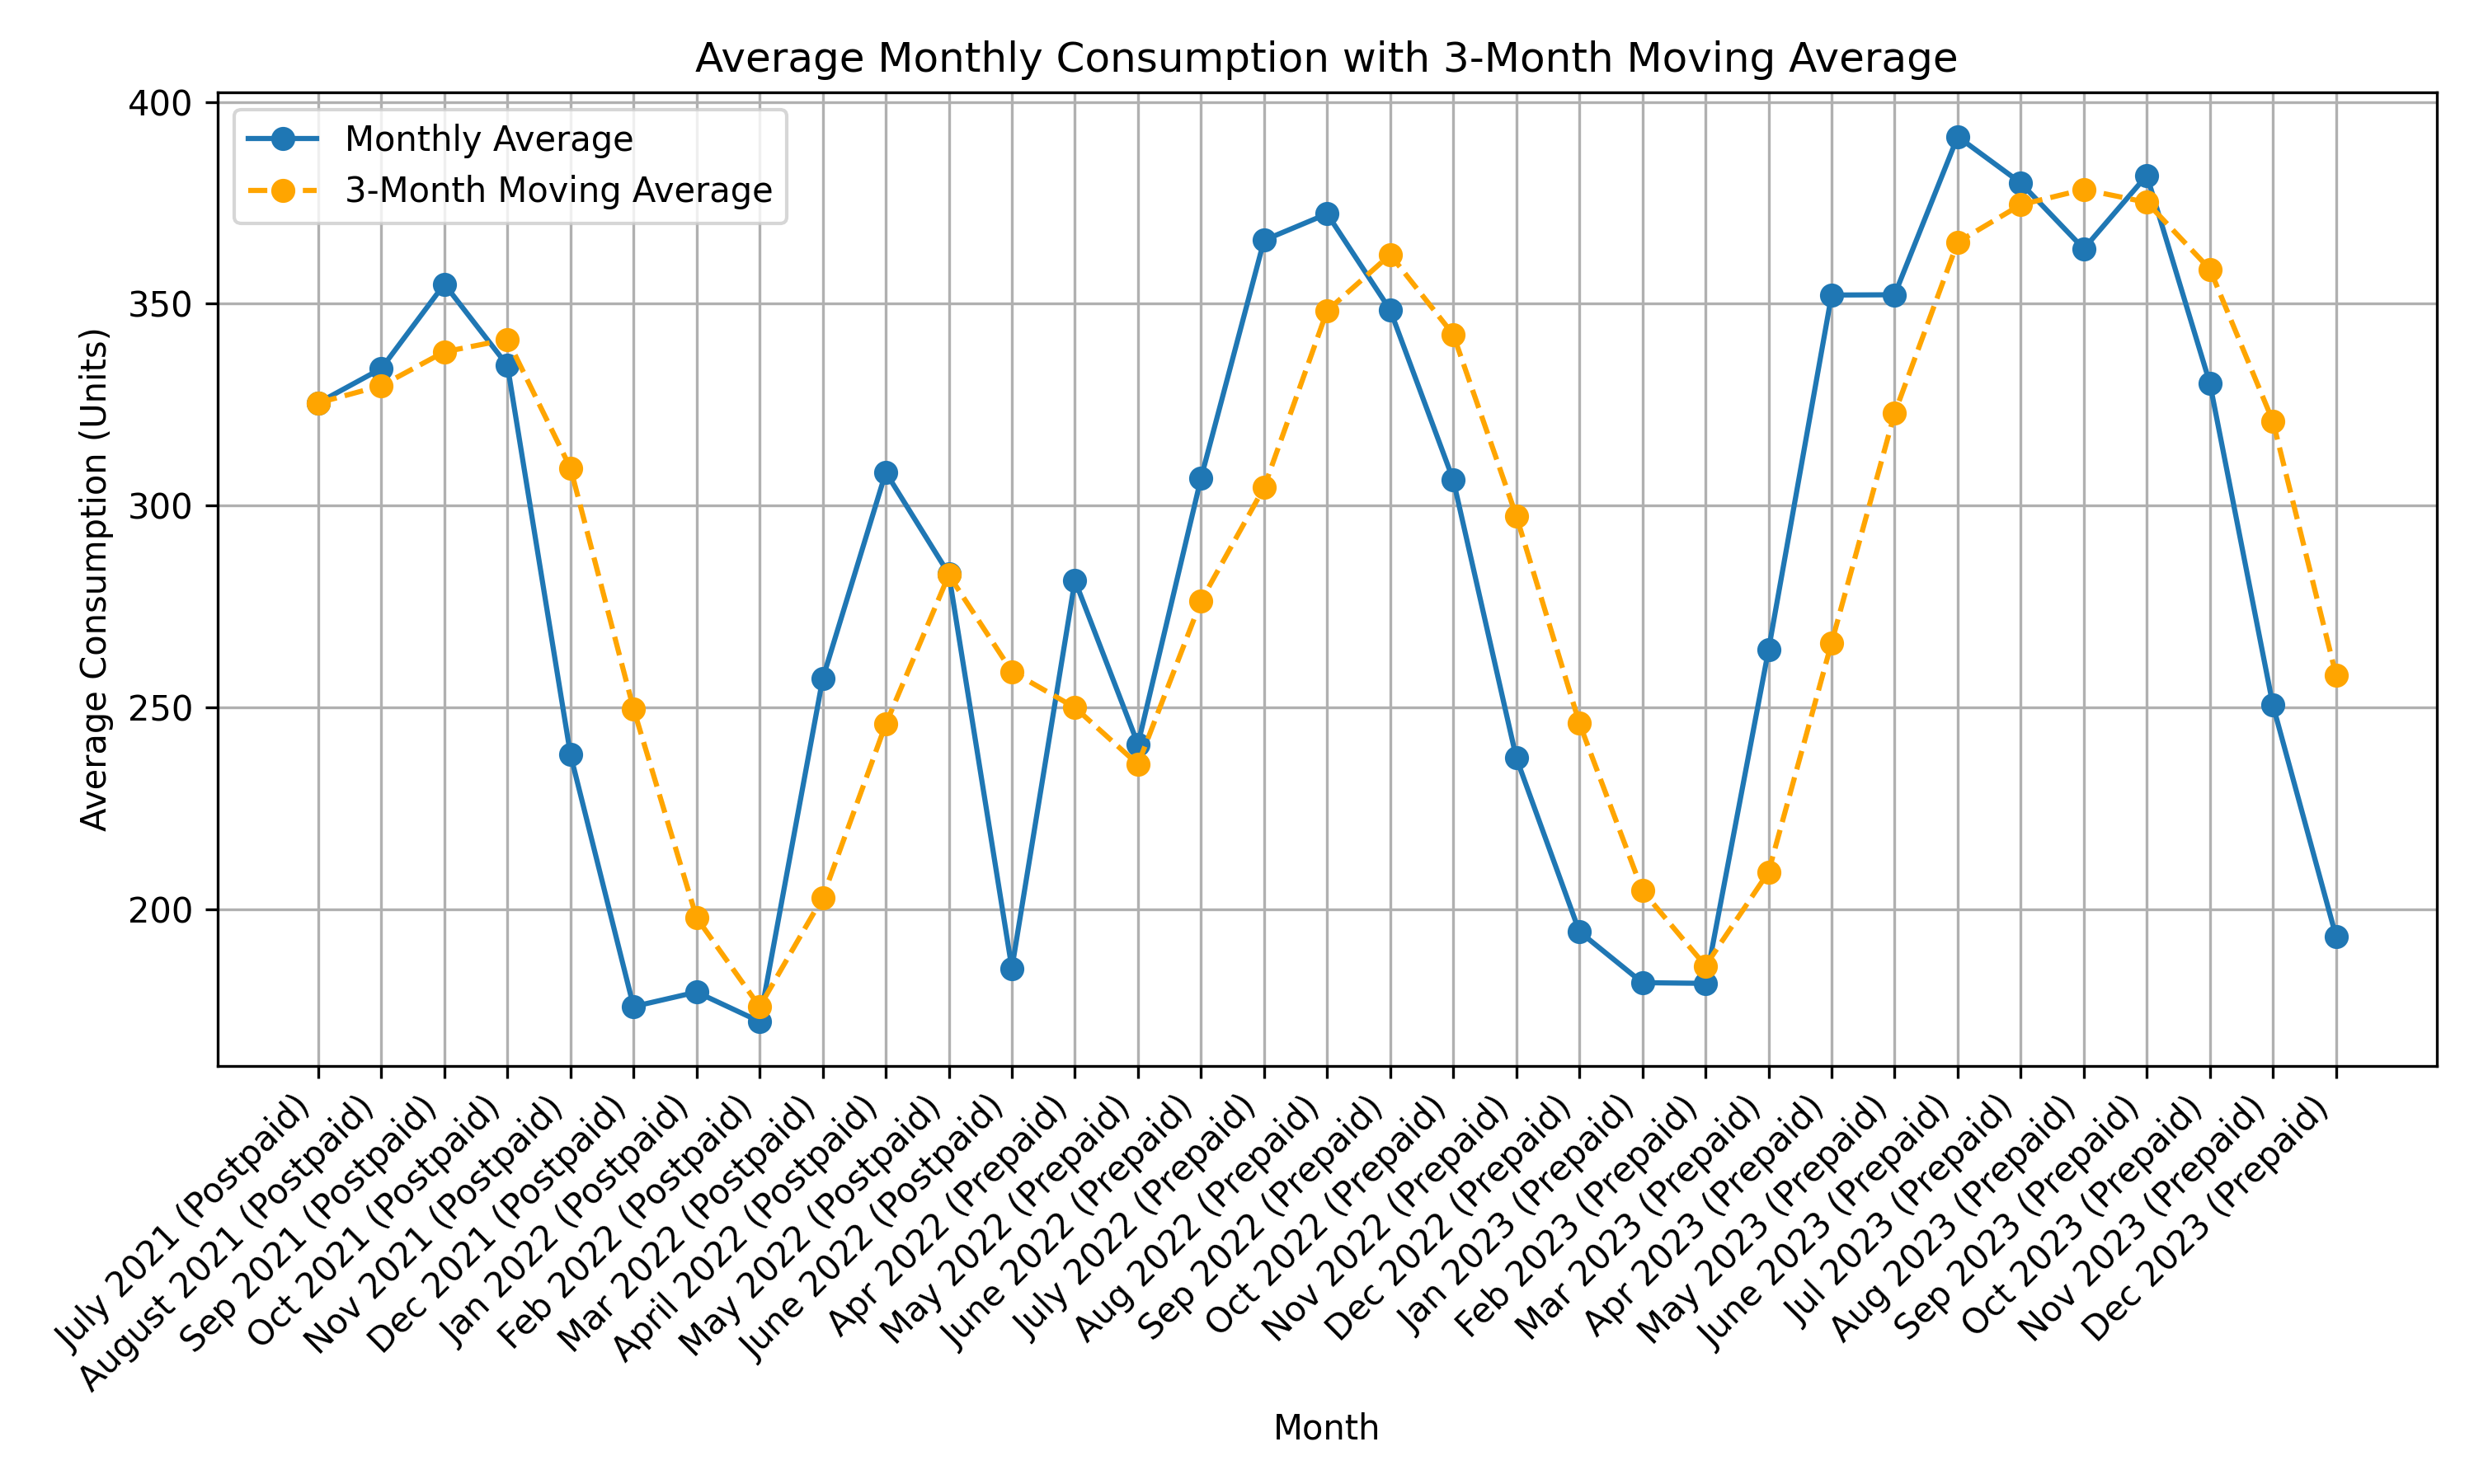 Average Monthly Consumption with 3-Month Moving Average
400
350
300
250
200
Average Consumption (Units)
Monthly Average
3-Month Moving Average
July 2021 (Postpaid)
August 2021 (Postpaid)
Sep 2021 (Postpaid)
Oct 2021 (Postpaid)
Nov 2021 (Postpaid)
Dec 2021 (Postpaid)
Jan 2022 (Postpaid)
Feb 2022 (Postpaid)
Mar 2022 (Postpaid)
April 2022 (Postpaid)
May 2022 (Postpaid)
June 2022 (Postpaid)
Apr 2022 (Prepaid)
May 2022 (Prepaid)
June 2022 (Prepaid)
July 2022 (Prepaid)
Aug 2022 (Prepaid)
Sep 2022 (Prepaid)
Oct 2022 (Prepaid)
Nov 2022 (Prepaid)
Dec 2022 (Prepaid)
Jan 2023 (Prepaid)
Feb 2023 (Prepaid)
Mar 2023 (Prepaid)
Apr 2023 (Prepaid)
May 2023 (Prepaid)
June 2023 (Prepaid)
Jul 2023 (Prepaid)
Aug 2023 (Prepaid)
Sep 2023 (Prepaid)
Oct 2023 (Prepaid)
Nov 2023 (Prepaid)
Dec 2023 (Prepaid)
Month